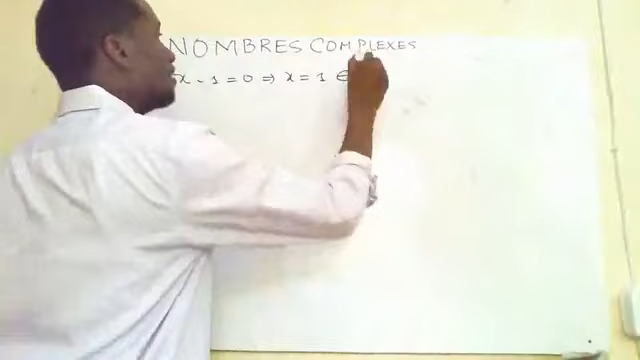 NOMBRES COMPLEXES
x - 1 = 0 ⇒ x = 1 ∈